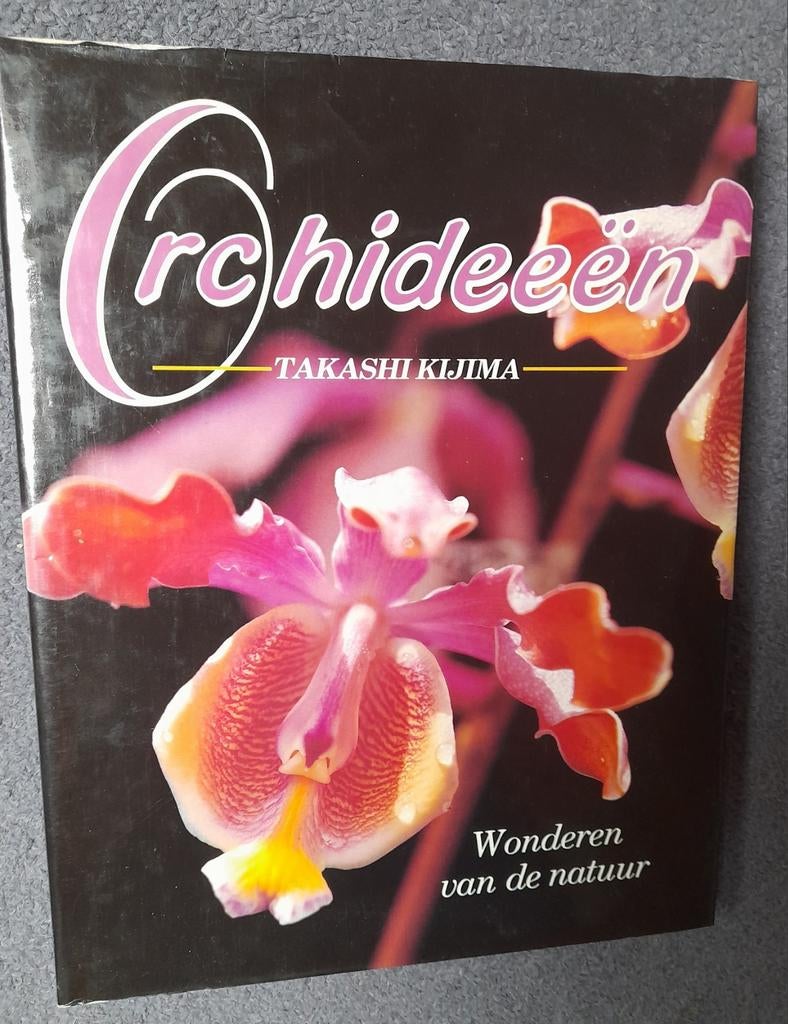 Orchideeën
TAKASHI KIJIMA
Wonderen
van de natuur